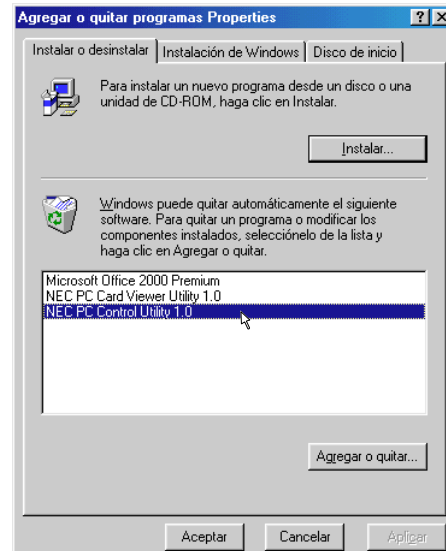 Agregar o quitar programas Properties
Instalar o desinstalar Instalación de Windows Disco de inicio
Para instalar un nuevo programa desde un disco o una
unidad de CD-ROM, haga clic en Instalar.
Instalar...
Windows puede quitar automáticamente el siguiente
software. Para quitar un programa o modificar los
componentes instalados, selecciónelo de la lista y
haga clic en Agregar o quitar.
Microsoft Office 2000 Premium
NEC PC Card Viewer Utility 1.0
NEC PC Control Utility 1.0
Agregar o quitar...
Aceptar Cancelar Aplicar